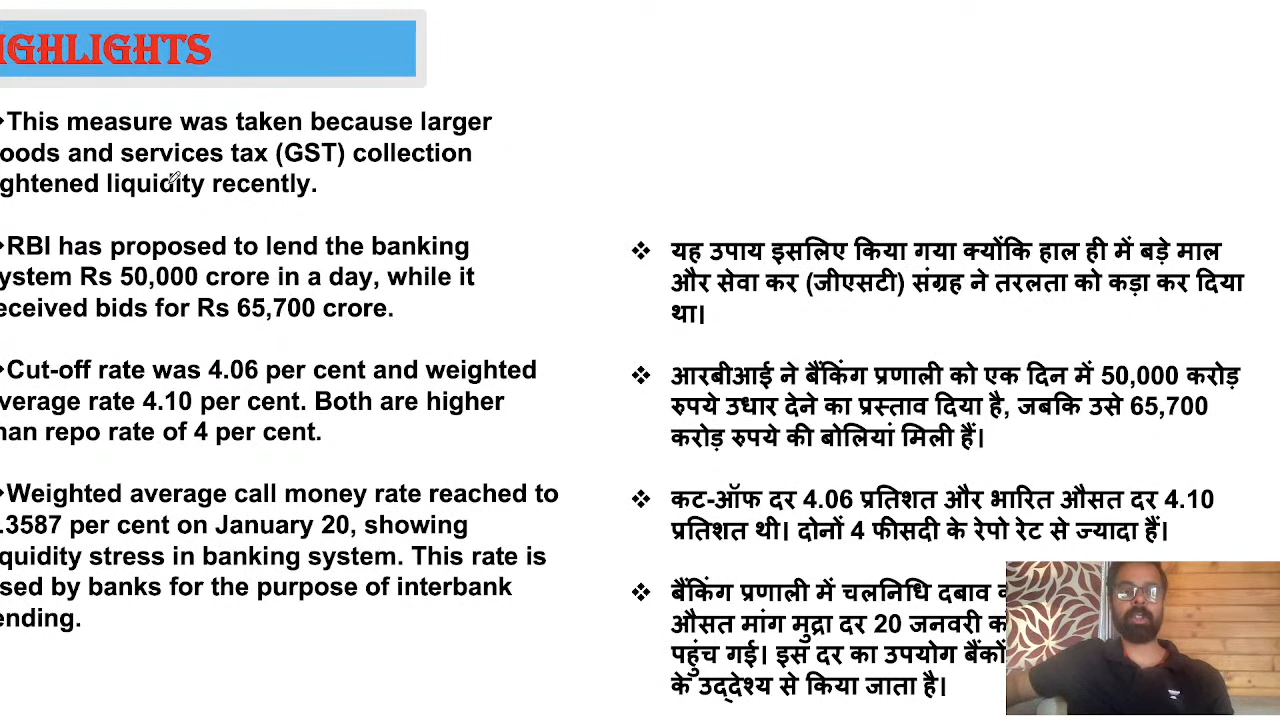 IGHLIGHTS
This measure was taken because larger
oods and services tax (GST) collection
ghtened liquidity recently.
RBI has proposed to lend the banking
ystem Rs 50,000 crore in a day, while it
eceived bids for Rs 65,700 crore.
Cut-off rate was 4.06 per cent and weighted
verage rate 4.10 per cent. Both are higher
han repo rate of 4 per cent.
Weighted average call money rate reached to
.3587 per cent on January 20, showing
quidity stress in banking system. This rate is
sed by banks for the purpose of interbank
ending.
❖ यह उपाय इसलिए किया गया क्योंकि हाल ही में बड़े माल
और सेवा कर (जीएसटी) संग्रह ने तरलता को कड़ा कर दिया
था।
❖ आरबीआई ने बैंकिंग प्रणाली को एक दिन में 50,000 करोड़
रुपये उधार देने का प्रस्ताव दिया है, जबकि उसे 65,700
करोड़ रुपये की बोलियां मिली हैं।
❖ कट-ऑफ दर 4.06 प्रतिशत और भारित औसत दर 4.10
प्रतिशत थी। दोनों 4 फीसदी के रेपो रेट से ज्यादा हैं।
❖ बैंकिंग प्रणाली में चलनिधि दबाव
औसत मांग मुद्रा दर 20 जनवरी
पहुंच गई। इस दर का उपयोग बैंकों
के उद्देश्य से किया जाता है।